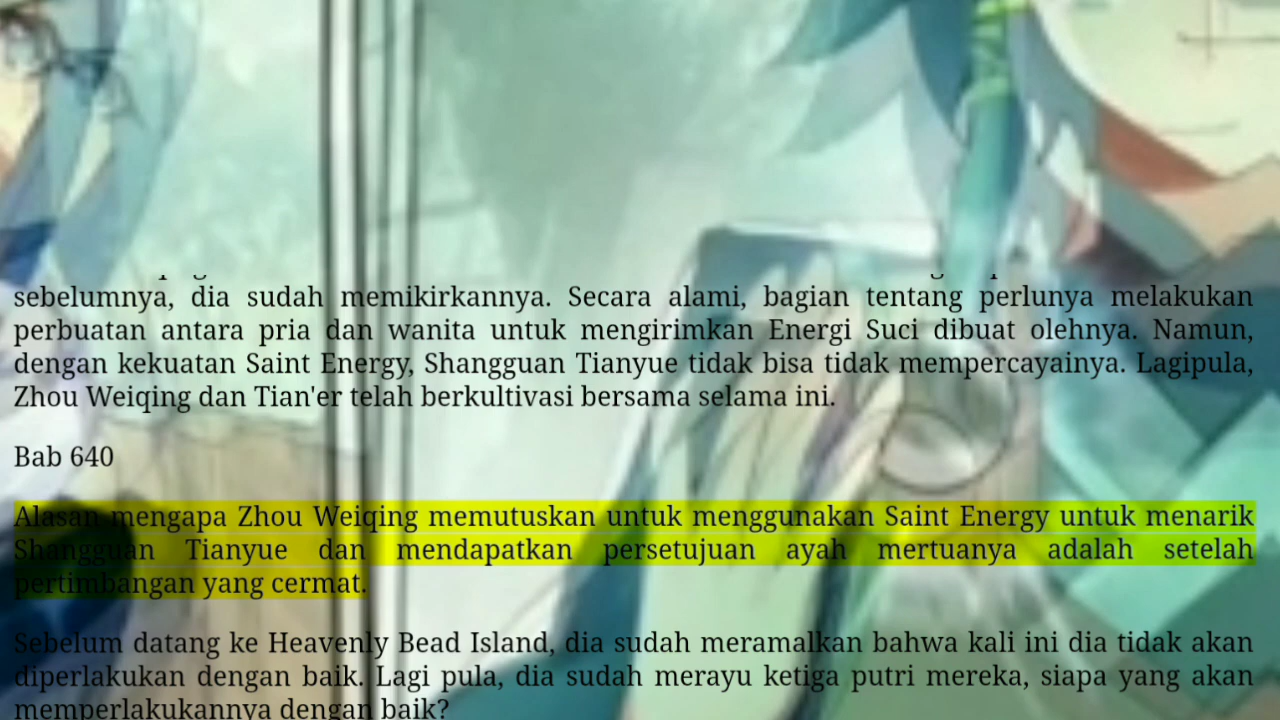 sebelumnya, dia sudah memikirkannya. Secara alami, bagian tentang perlunya melakukan
perbuatan antara pria dan wanita untuk mengirimkan Energi Suci dibuat olehnya. Namun,
dengan kekuatan Saint Energy, Shangguan Tianyue tidak bisa tidak mempercayainya. Lagipula,
Zhou Weiqing dan Tian'er telah berkultivasi bersama selama ini.
Bab 640
Alasan mengapa Zhou Weiqing memutuskan untuk menggunakan Saint Energy untuk menarik
Shangguan Tianyue dan mendapatkan persetujuan ayah mertuanya adalah setelah
pertimbangan yang cermat.
Sebelum datang ke Heavenly Bead Island, dia sudah meramalkan bahwa kali ini dia tidak akan
diperlakukan dengan baik. Lagi pula, dia sudah merayu ketiga putri mereka, siapa yang akan
memperlakukannya dengan baik?